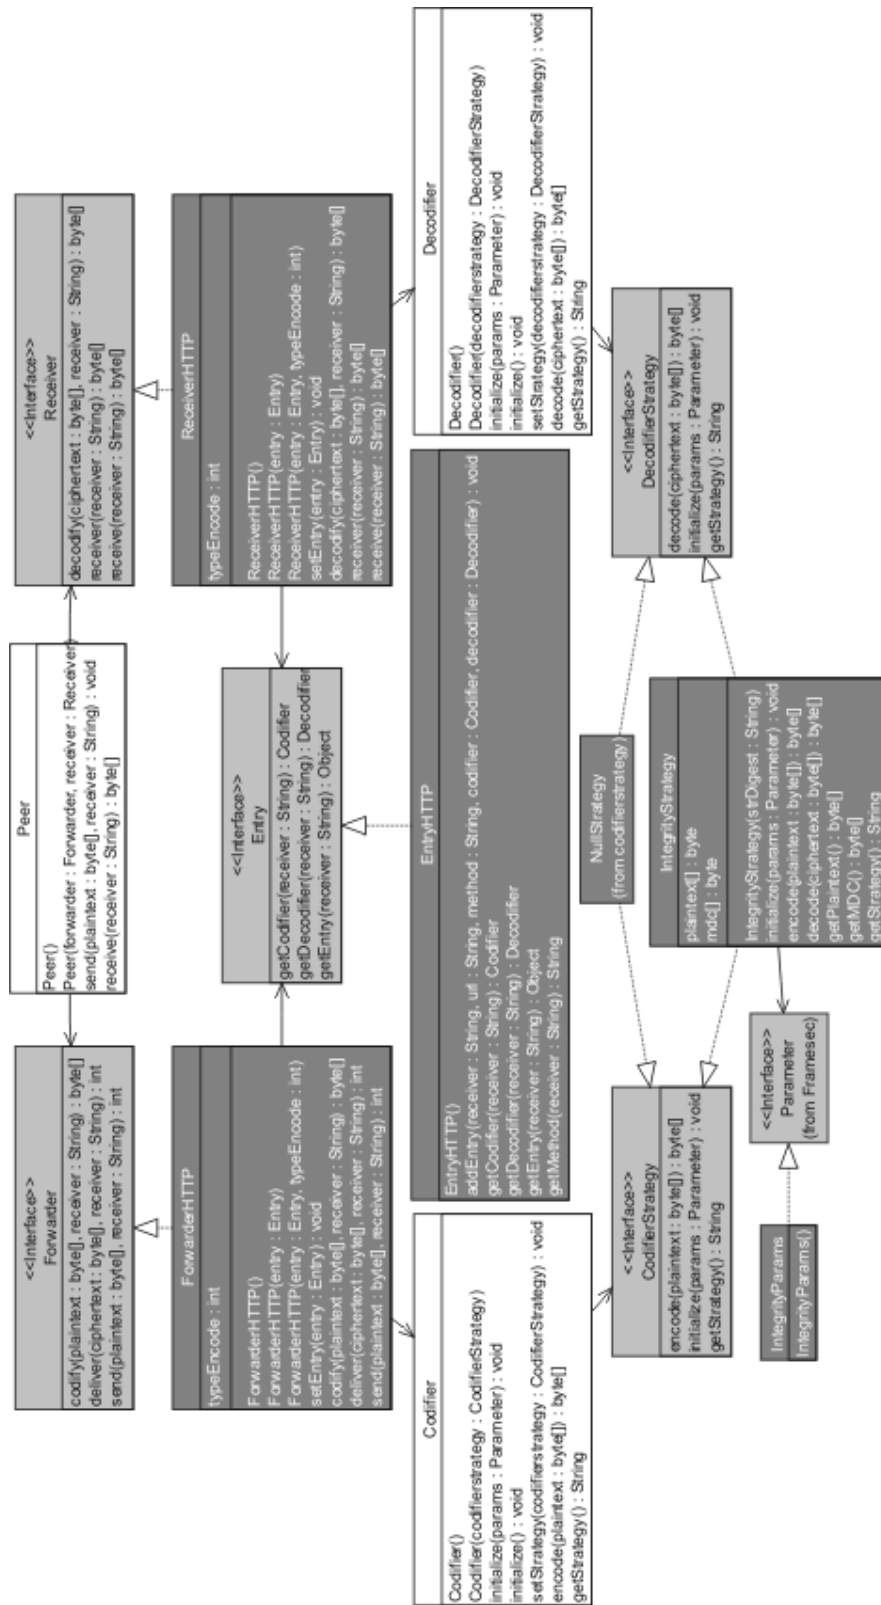 Peer
Peer()
Peer(forwarder : Forwarder, receiver : Receiver)
send(plaintext : byte[], receiver : String) : void
receive(receiver : String) : byte[]
<<Interface>>
Forwarder
codify(plaintext : byte[], receiver : String) : byte[]
deliver(ciphertext : byte[], receiver : String) : int
send(plaintext : byte[], receiver : String) : int
<<Interface>>
Receiver
decodify(ciphertext : byte[], receiver : String) : byte[]
receiver(receiver : String) : byte[]
receive(receiver : String) : byte[]
ForwarderHTTP
typeEncode : int
ForwarderHTTP()
ForwarderHTTP(entry : Entry)
ForwarderHTTP(entry : Entry, typeEncode : int)
setEntry(entry : Entry) : void
codify(plaintext : byte[], receiver : String) : byte[]
deliver(ciphertext : byte[], receiver : String) : int
send(plaintext : byte[], receiver : String) : int
<<Interface>>
Entry
getCodifier(receiver : String) : Codifier
getDecodifier(receiver : String) : Decodifier
getEntry(receiver : String) : Object
ReceiverHTTP
typeEncode : int
ReceiverHTTP()
ReceiverHTTP(entry : Entry)
ReceiverHTTP(entry : Entry, typeEncode : int)
setEntry(entry : Entry) : void
decodify(ciphertext : byte[], receiver : String) : byte[]
receiver(receiver : String) : byte[]
receive(receiver : String) : byte[]
Codifier
Codifier()
Codifier(codifierstrategy : CodifierStrategy)
initialize(params : Parameter) : void
initialize() : void
setStrategy(codifierstrategy : CodifierStrategy) : void
encode(plaintext : byte[]) : byte[]
getStrategy() : String
EntryHTTP
EntryHTTP()
addEntry(receiver : String, url : String, method : String, codifier : Codifier, decodifier : Decodifier) : void
getCodifier(receiver : String) : Codifier
getDecodifier(receiver : String) : Decodifier
getEntry(receiver : String) : Object
getMethod(receiver : String) : String
Decodifier
Decodifier()
Decodifier(decodifierstrategy : DecodifierStrategy)
initialize(params : Parameter) : void
initialize() : void
setStrategy(decodifierstrategy : DecodifierStrategy) : void
decode(ciphertext : byte[]) : byte[]
getStrategy() : String
<<Interface>>
CodifierStrategy
encode(plaintext : byte[]) : byte[]
initialize(params : Parameter) : void
getStrategy() : String
NullStrategy
(from codifierstrategy)
<<Interface>>
DecodifierStrategy
decode(ciphertext : byte[]) : byte[]
initialize(params : Parameter) : void
getStrategy() : String
IntegrityStrategy
plaintext[] : byte
mdc[] : byte
IntegrityStrategy(strDigest : String)
initialize(params : Parameter) : void
encode(plaintext : byte[]) : byte[]
decode(ciphertext : byte[]) : byte[]
getPlaintext() : byte[]
getMDC() : byte[]
getStrategy() : String
<<Interface>>
Parameter
(from Framesec)
IntegrityParams
IntegrityParams()